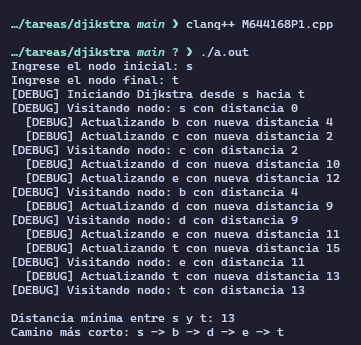 …/tareas/djikstra main ❯ clang++ M644168P1.cpp
…/tareas/djikstra main ? ❯ ./a.out
Ingrese el nodo inicial: s
Ingrese el nodo final: t
[DEBUG] Iniciando Dijkstra desde s hacia t
[DEBUG] Visitando nodo: s con distancia 0
[DEBUG] Actualizando b con nueva distancia 4
[DEBUG] Actualizando c con nueva distancia 2
[DEBUG] Visitando nodo: c con distancia 2
[DEBUG] Actualizando d con nueva distancia 10
[DEBUG] Actualizando e con nueva distancia 12
[DEBUG] Visitando nodo: b con distancia 4
[DEBUG] Actualizando d con nueva distancia 9
[DEBUG] Visitando nodo: d con distancia 9
[DEBUG] Actualizando e con nueva distancia 11
[DEBUG] Actualizando t con nueva distancia 15
[DEBUG] Visitando nodo: e con distancia 11
[DEBUG] Actualizando t con nueva distancia 13
[DEBUG] Visitando nodo: t con distancia 13
Distancia mínima entre s y t: 13
Camino más corto: s -> b -> d -> e -> t